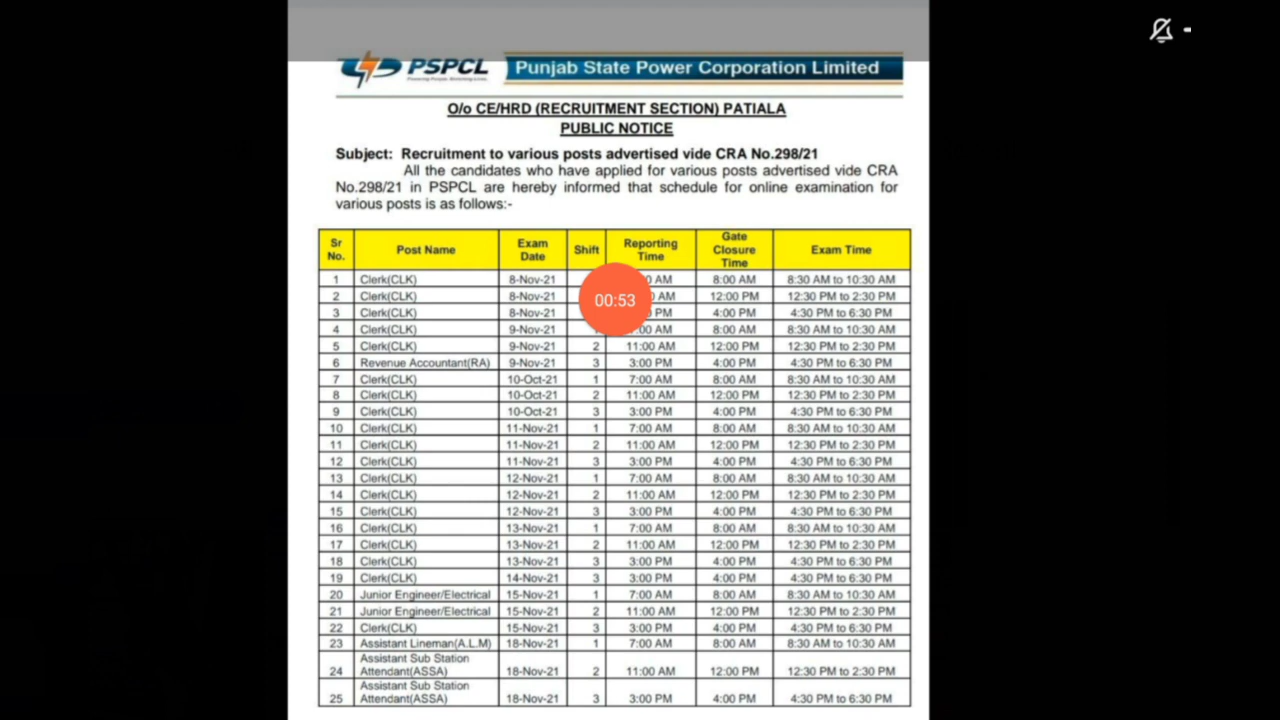 PSPCL Punjab State Power Corporation Limited
O/o CE/HRD (RECRUITMENT SECTION) PATIALA
PUBLIC NOTICE
Subject: Recruitment to various posts advertised vide CRA No.298/21
All the candidates who have applied for various posts advertised vide CRA
No.298/21 in PSPCL are hereby informed that schedule for online examination for
various posts is as follows:-
Sr No. Post Name Exam Date Shift Reporting Time Gate Closure Time Exam Time
1 Clerk(CLK) 8-Nov-21 AM 8:00 AM 8:30 AM to 10:30 AM
2 Clerk(CLK) 8-Nov-21 AM 12:00 PM 12:30 PM to 2:30 PM
00:53
3 Clerk(CLK) 8-Nov-21 PM 4:00 PM 4:30 PM to 6:30 PM
4 Clerk(CLK) 9-Nov-21 :00 AM 8:00 AM 8:30 AM to 10:30 AM
5 Clerk(CLK) 9-Nov-21 2 11:00 AM 12:00 PM 12:30 PM to 2:30 PM
6 Revenue Accountant(RA) 9-Nov-21 3 3:00 PM 4:00 PM 4:30 PM to 6:30 PM
7 Clerk(CLK) 10-Oct-21 1 7:00 AM 8:00 AM 8:30 AM to 10:30 AM
8 Clerk(CLK) 10-Oct-21 2 11:00 AM 12:00 PM 12:30 PM to 2:30 PM
9 Clerk(CLK) 10-Oct-21 3 3:00 PM 4:00 PM 4:30 PM to 6:30 PM
10 Clerk(CLK) 11-Nov-21 1 7:00 AM 8:00 AM 8:30 AM to 10:30 AM
11 Clerk(CLK) 11-Nov-21 2 11:00 AM 12:00 PM 12:30 PM to 2:30 PM
12 Clerk(CLK) 11-Nov-21 3 3:00 PM 4:00 PM 4:30 PM to 6:30 PM
13 Clerk(CLK) 12-Nov-21 1 7:00 AM 8:00 AM 8:30 AM to 10:30 AM
14 Clerk(CLK) 12-Nov-21 2 11:00 AM 12:00 PM 12:30 PM to 2:30 PM
15 Clerk(CLK) 12-Nov-21 3 3:00 PM 4:00 PM 4:30 PM to 6:30 PM
16 Clerk(CLK) 13-Nov-21 1 7:00 AM 8:00 AM 8:30 AM to 10:30 AM
17 Clerk(CLK) 13-Nov-21 2 11:00 AM 12:00 PM 12:30 PM to 2:30 PM
18 Clerk(CLK) 13-Nov-21 3 3:00 PM 4:00 PM 4:30 PM to 6:30 PM
19 Clerk(CLK) 14-Nov-21 3 3:00 PM 4:00 PM 4:30 PM to 6:30 PM
20 Junior Engineer/Electrical 15-Nov-21 1 7:00 AM 8:00 AM 8:30 AM to 10:30 AM
21 Junior Engineer/Electrical 15-Nov-21 2 11:00 AM 12:00 PM 12:30 PM to 2:30 PM
22 Clerk(CLK) 15-Nov-21 3 3:00 PM 4:00 PM 4:30 PM to 6:30 PM
23 Assistant Lineman(A.L.M) 18-Nov-21 1 7:00 AM 8:00 AM 8:30 AM to 10:30 AM
Assistant Sub Station
24 Attendant(ASSA) 18-Nov-21 2 11:00 AM 12:00 PM 12:30 PM to 2:30 PM
Assistant Sub Station
25 Attendant(ASSA) 18-Nov-21 3 3:00 PM 4:00 PM 4:30 PM to 6:30 PM